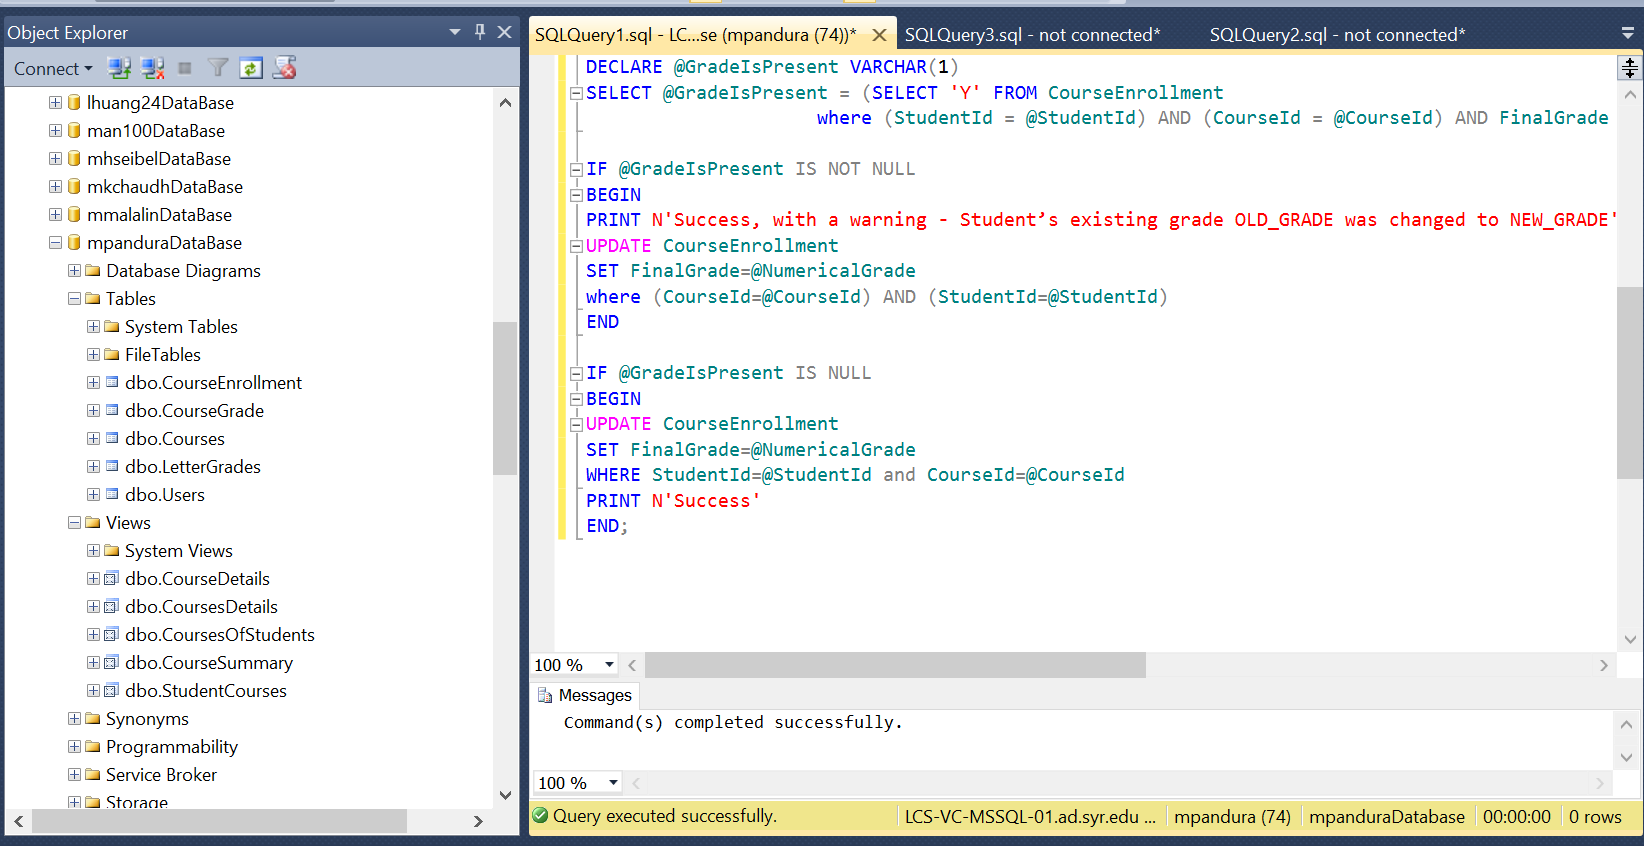 Object Explorer
Connect
lhuang24DataBase
man100DataBase
mhseibelDataBase
mkchaudhDataBase
mmalalinDataBase
mpanduraDataBase
Database Diagrams
Tables
System Tables
FileTables
dbo.CourseEnrollment
dbo.CourseGrade
dbo.Courses
dbo.LetterGrades
dbo.Users
Views
System Views
dbo.CourseDetails
dbo.CoursesDetails
dbo.CoursesOfStudents
dbo.CourseSummary
dbo.StudentCourses
Synonyms
Programmability
Service Broker
Storage
SQLQuery1.sql - LC...se (mpandura (74))* SQLQuery3.sql - not connected* SQLQuery2.sql - not connected*
DECLARE @GradeIsPresent VARCHAR(1)
SELECT @GradeIsPresent = (SELECT 'Y' FROM CourseEnrollment
where (StudentId = @StudentId) AND (CourseId = @CourseId) AND FinalGrade
IF @GradeIsPresent IS NOT NULL
BEGIN
PRINT N'Success, with a warning - Student’s existing grade OLD_GRADE was changed to NEW_GRADE'
UPDATE CourseEnrollment
SET FinalGrade=@NumericalGrade
where (CourseId=@CourseId) AND (StudentId=@StudentId)
END
IF @GradeIsPresent IS NULL
BEGIN
UPDATE CourseEnrollment
SET FinalGrade=@NumericalGrade
WHERE StudentId=@StudentId and CourseId=@CourseId
PRINT N'Success'
END;
100 %
Messages
Command(s) completed successfully.
100 %
Query executed successfully. LCS-VC-MSSQL-01.ad.syr.edu ... mpandura (74) mpanduraDatabase 00:00:00 0 rows